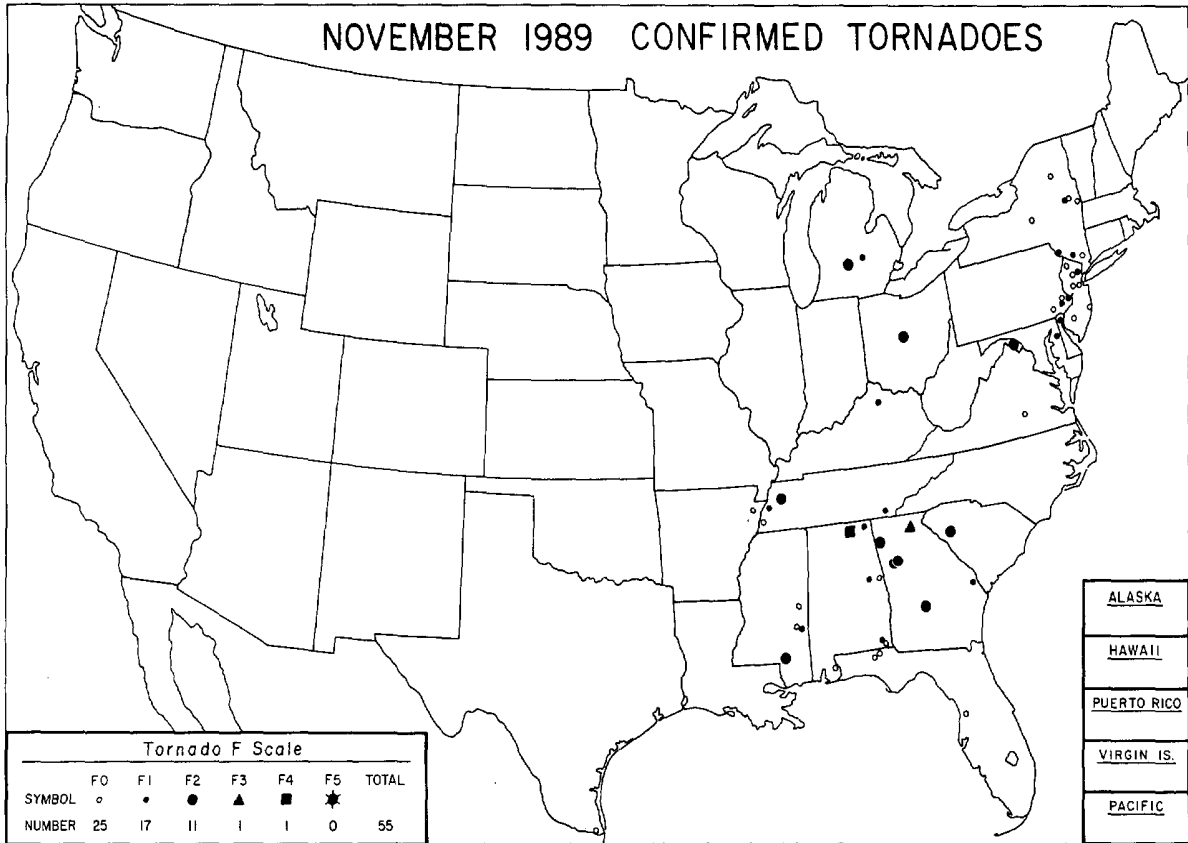 NOVEMBER 1989 CONFIRMED TORNADOES
ALASKA
HAWAII
PUERTO RICO
VIRGIN IS.
PACIFIC
Tornado F Scale
F0 F1 F2 F3 F4 F5 TOTAL
SYMBOL
NUMBER 25 17 11 1 1 0 55